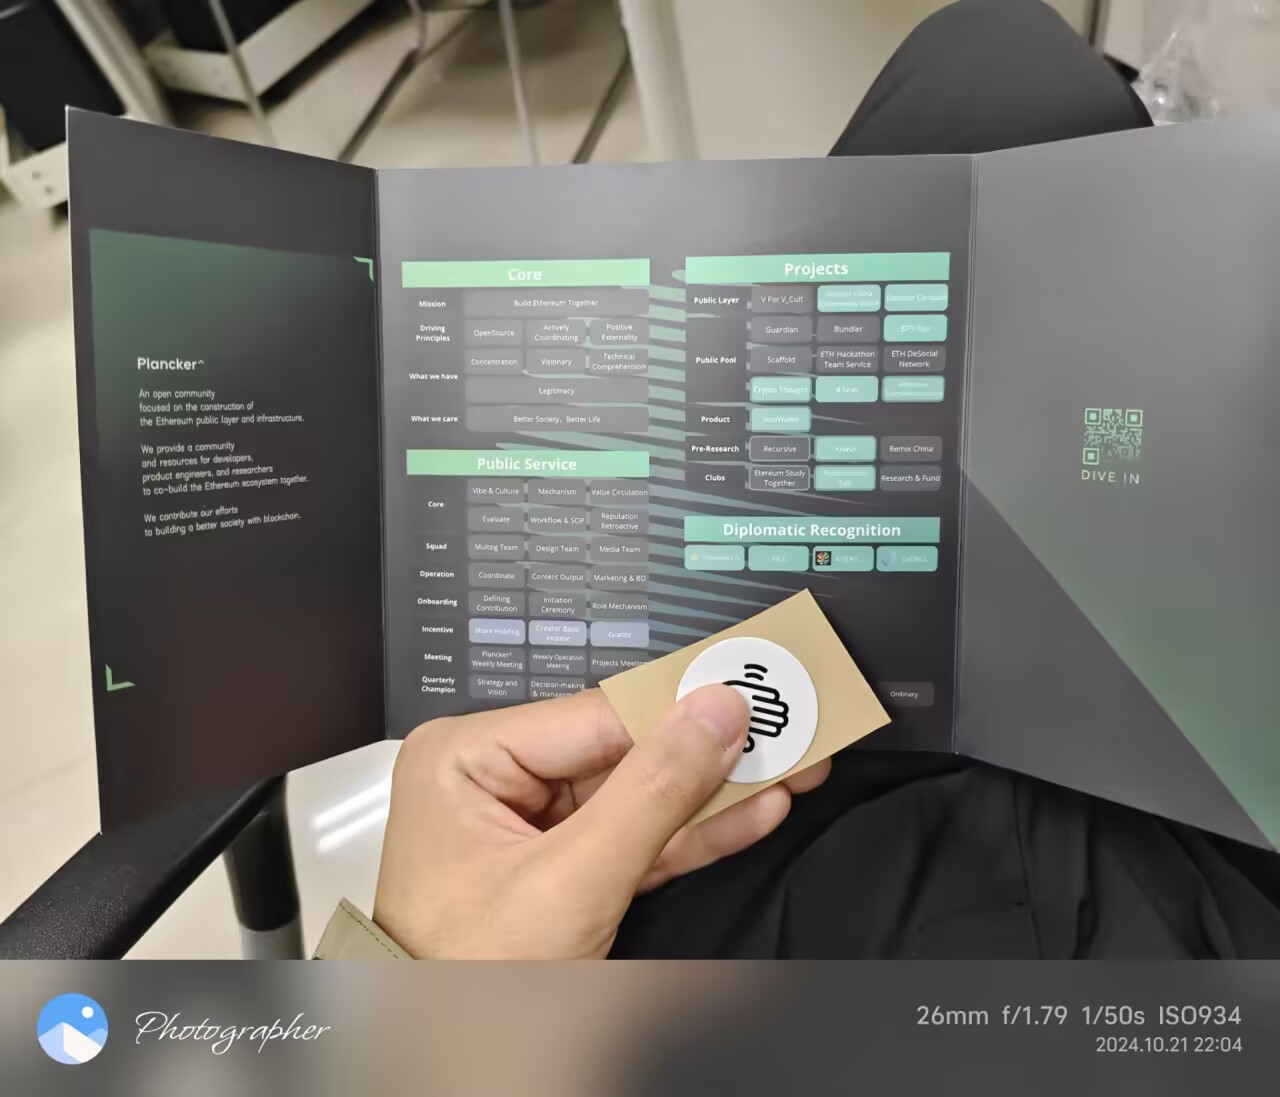 Plancker^
An open community
focused on the construction of
the Ethereum public layer and infrastructure.
We provide a community
and resources for developers,
product engineers, and researchers
to co-build the Ethereum ecosystem together.
We contribute our efforts
to building a better society with blockchain.
Core
Mission
Build Ethereum Together
Driving
Principles
OpenSource
Actively
Coordinating
Positive
Externality
What we have
Concentration
Visionary
Technical
Comprehension
Legitimacy
What we care
Better Society, Better Life
Public Service
Core
Vibe & Culture
Mechanism
Value Circulation
Evaluate
Workflow & SOP
Reputation
Retroactive
Squad
Multsig Team
Design Team
Media Team
Operation
Coordinate
Content Output
Marketing & BD
Onboarding
Defining
Contribution
Initiation
Ceremony
Role Mechanism
Incentive
Share Holding
Grants
Meeting
Plancker^
Weekly Meeting
Weekly Operation
Meeting
Projects Meeting
Quarterly
Champion
Strategy and
Vision
Decision-making
Projects
Public Layer
V For V_Cult
Public Pool
Guardian
Bundler
Scaffold
ETH Hackathon
Team Service
ETH DeSocial
Network
Crypto Thought
4 Seas
Product
Pre-Research
Recursive
Remix China
Clubs
Etereum Study
Together
Research & Fund
Diplomatic Recognition
Ordinary
DIVE IN
Photographer
26mm f/1.79 1/50s ISO934
2024.10.21 22:04